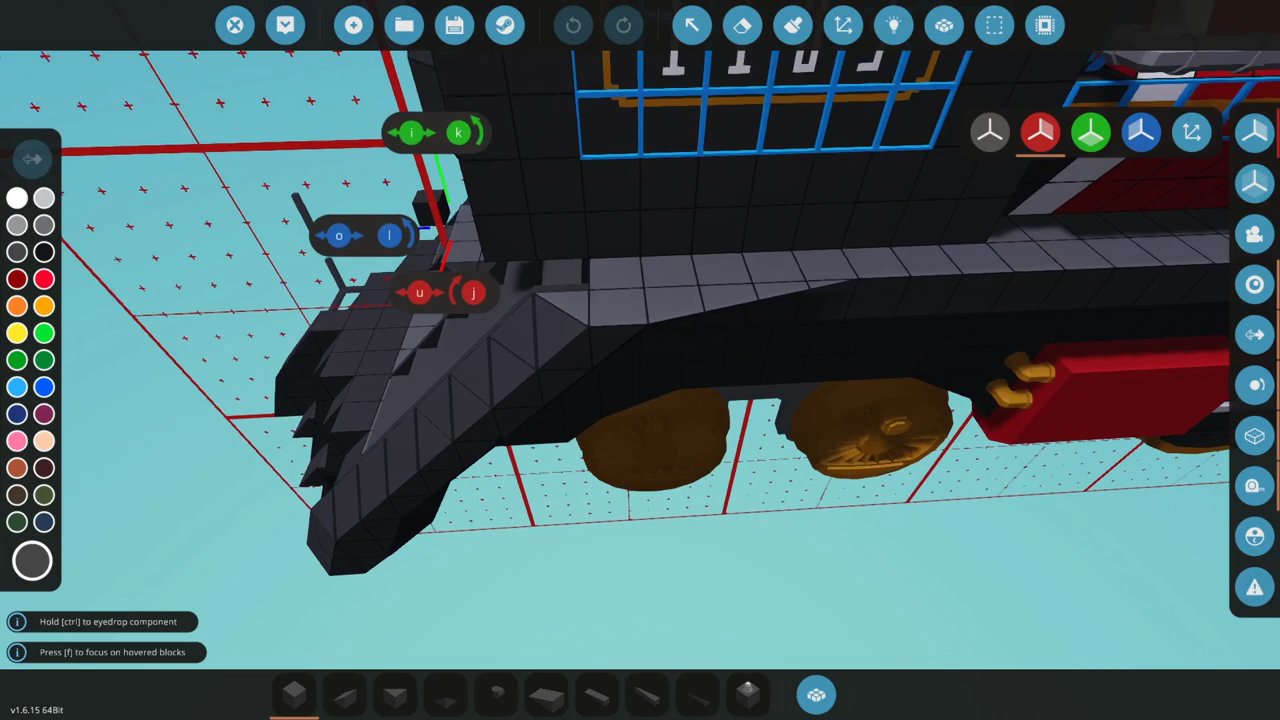 i k
o l
u j
Hold [ctrl] to eyedrop component
Press [f] to focus on hovered blocks
v1.6.15 64Bit